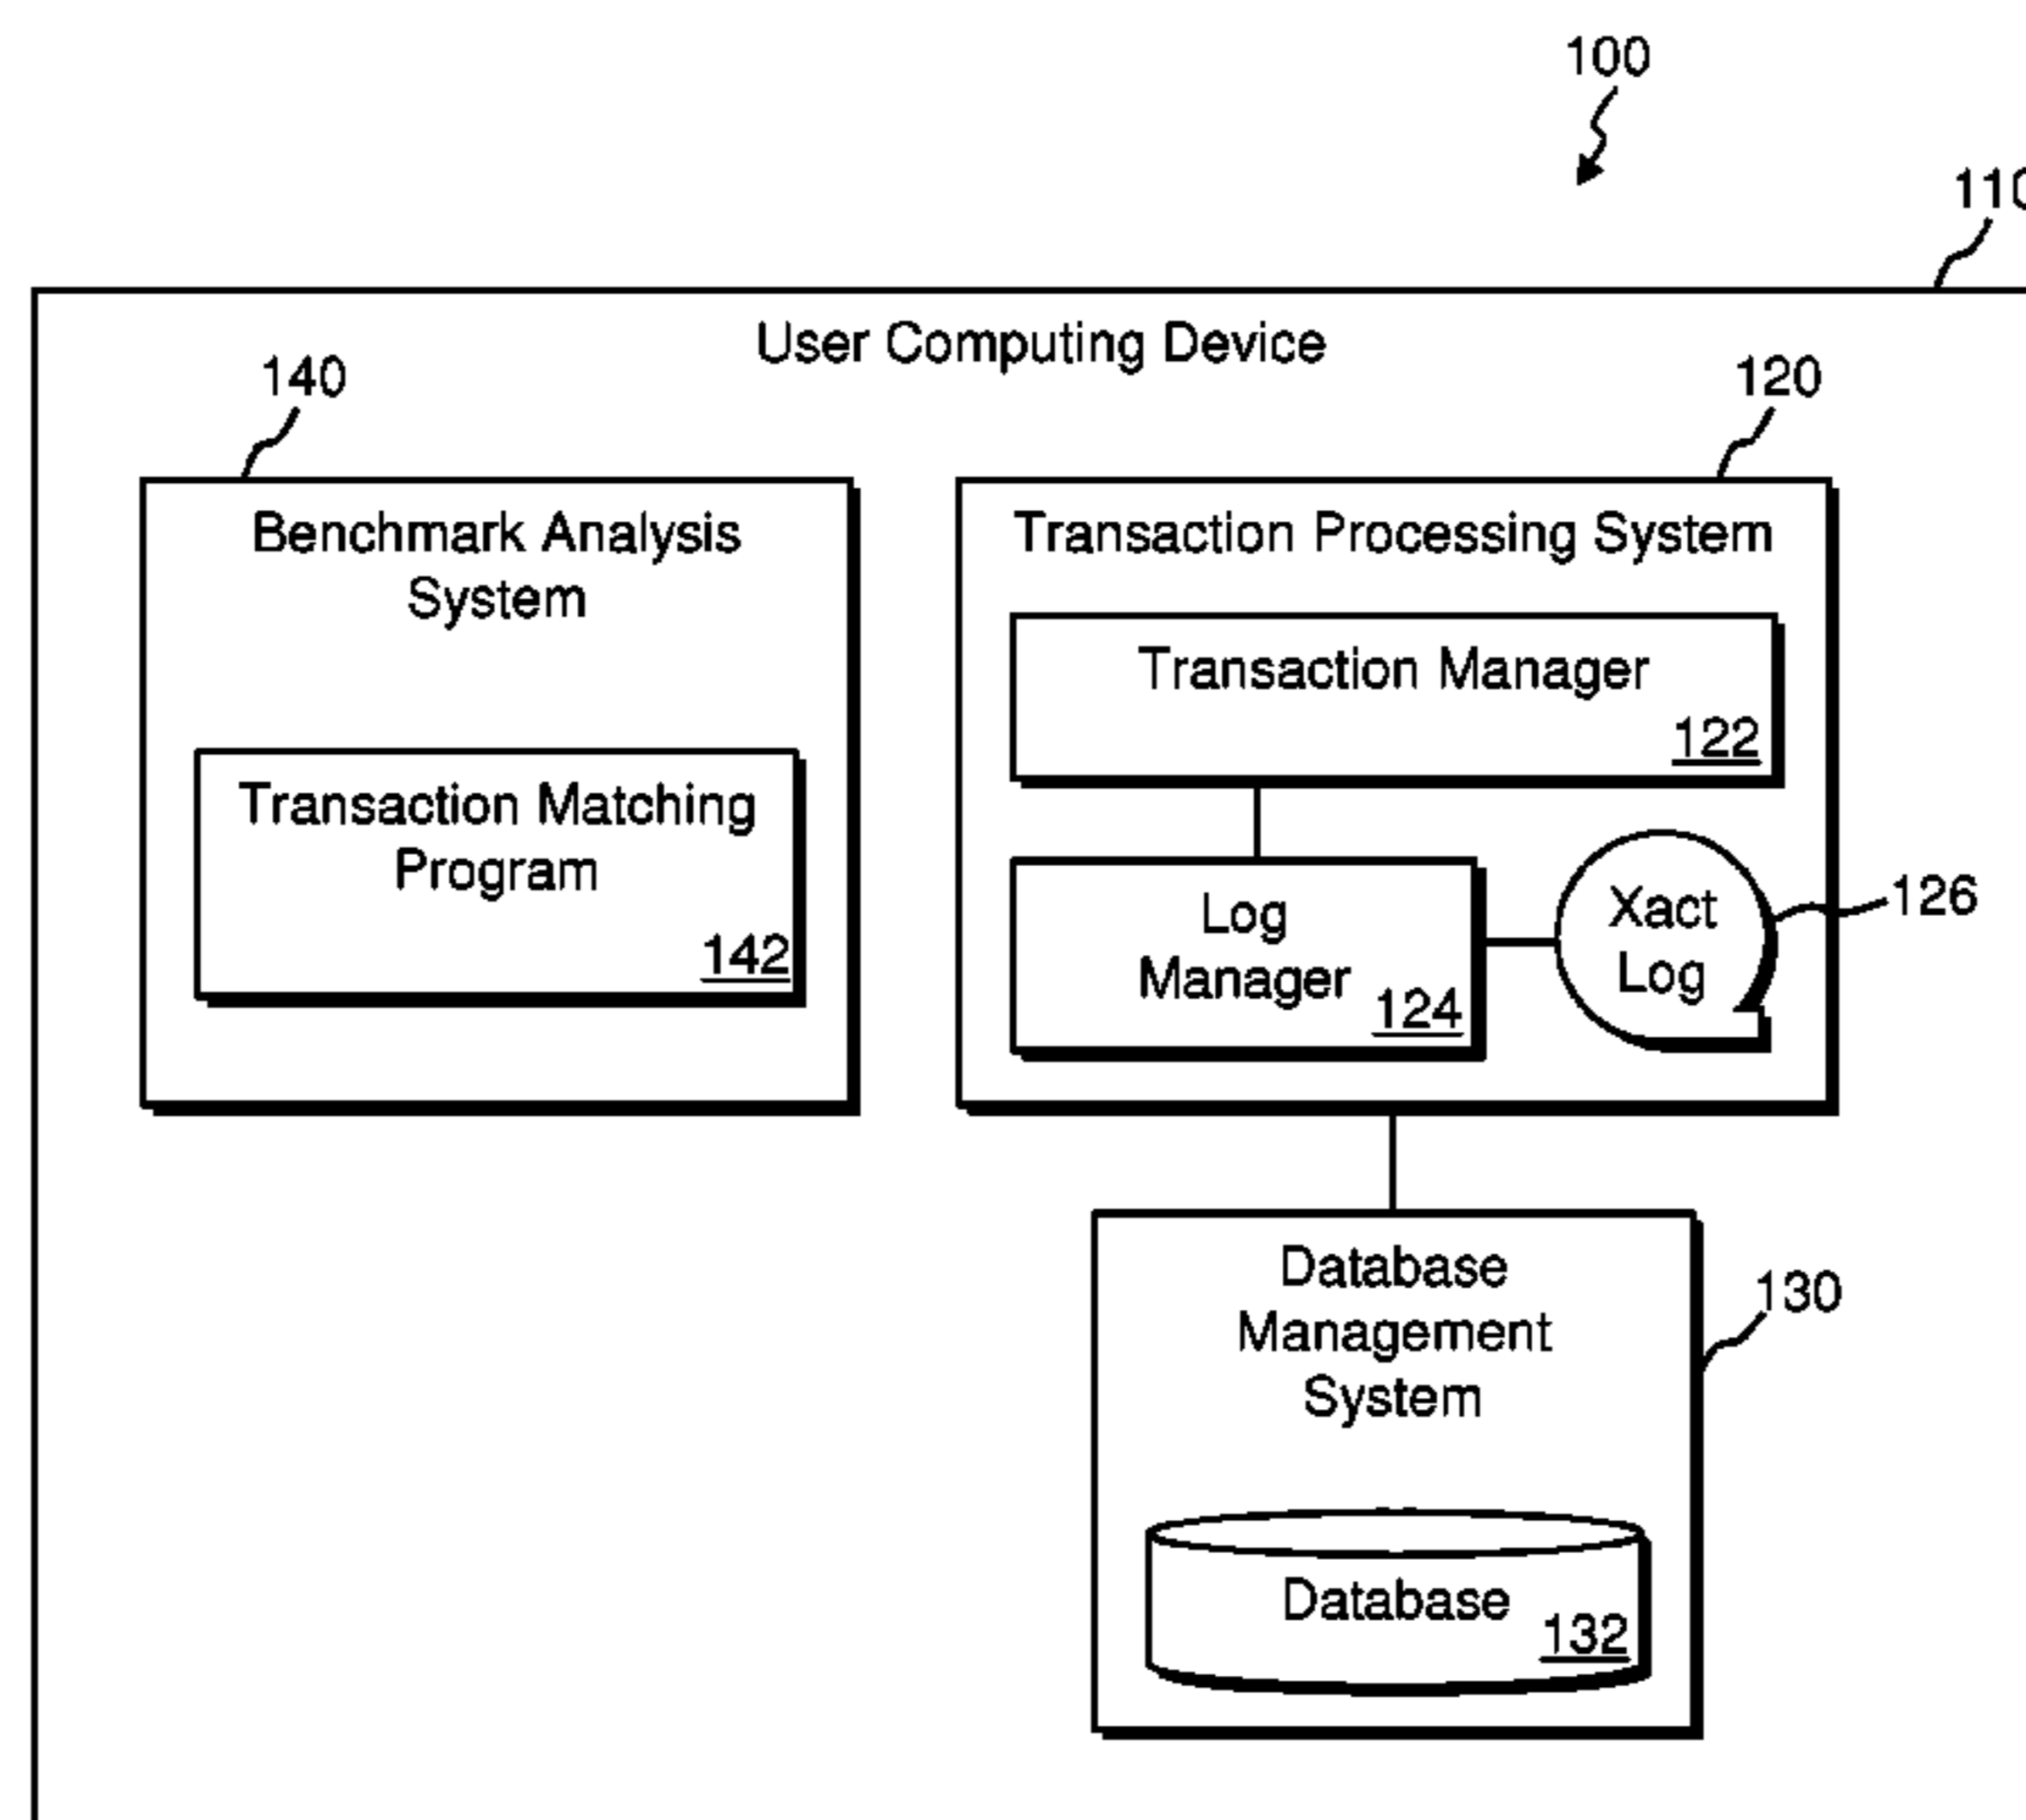 100
110
User Computing Device
140
120
Benchmark Analysis
System
Transaction Processing System
Transaction Manager
122
Transaction Matching
Program
142
Log
Manager
124
Xact
Log
126
Database
Management
System
130
Database
132